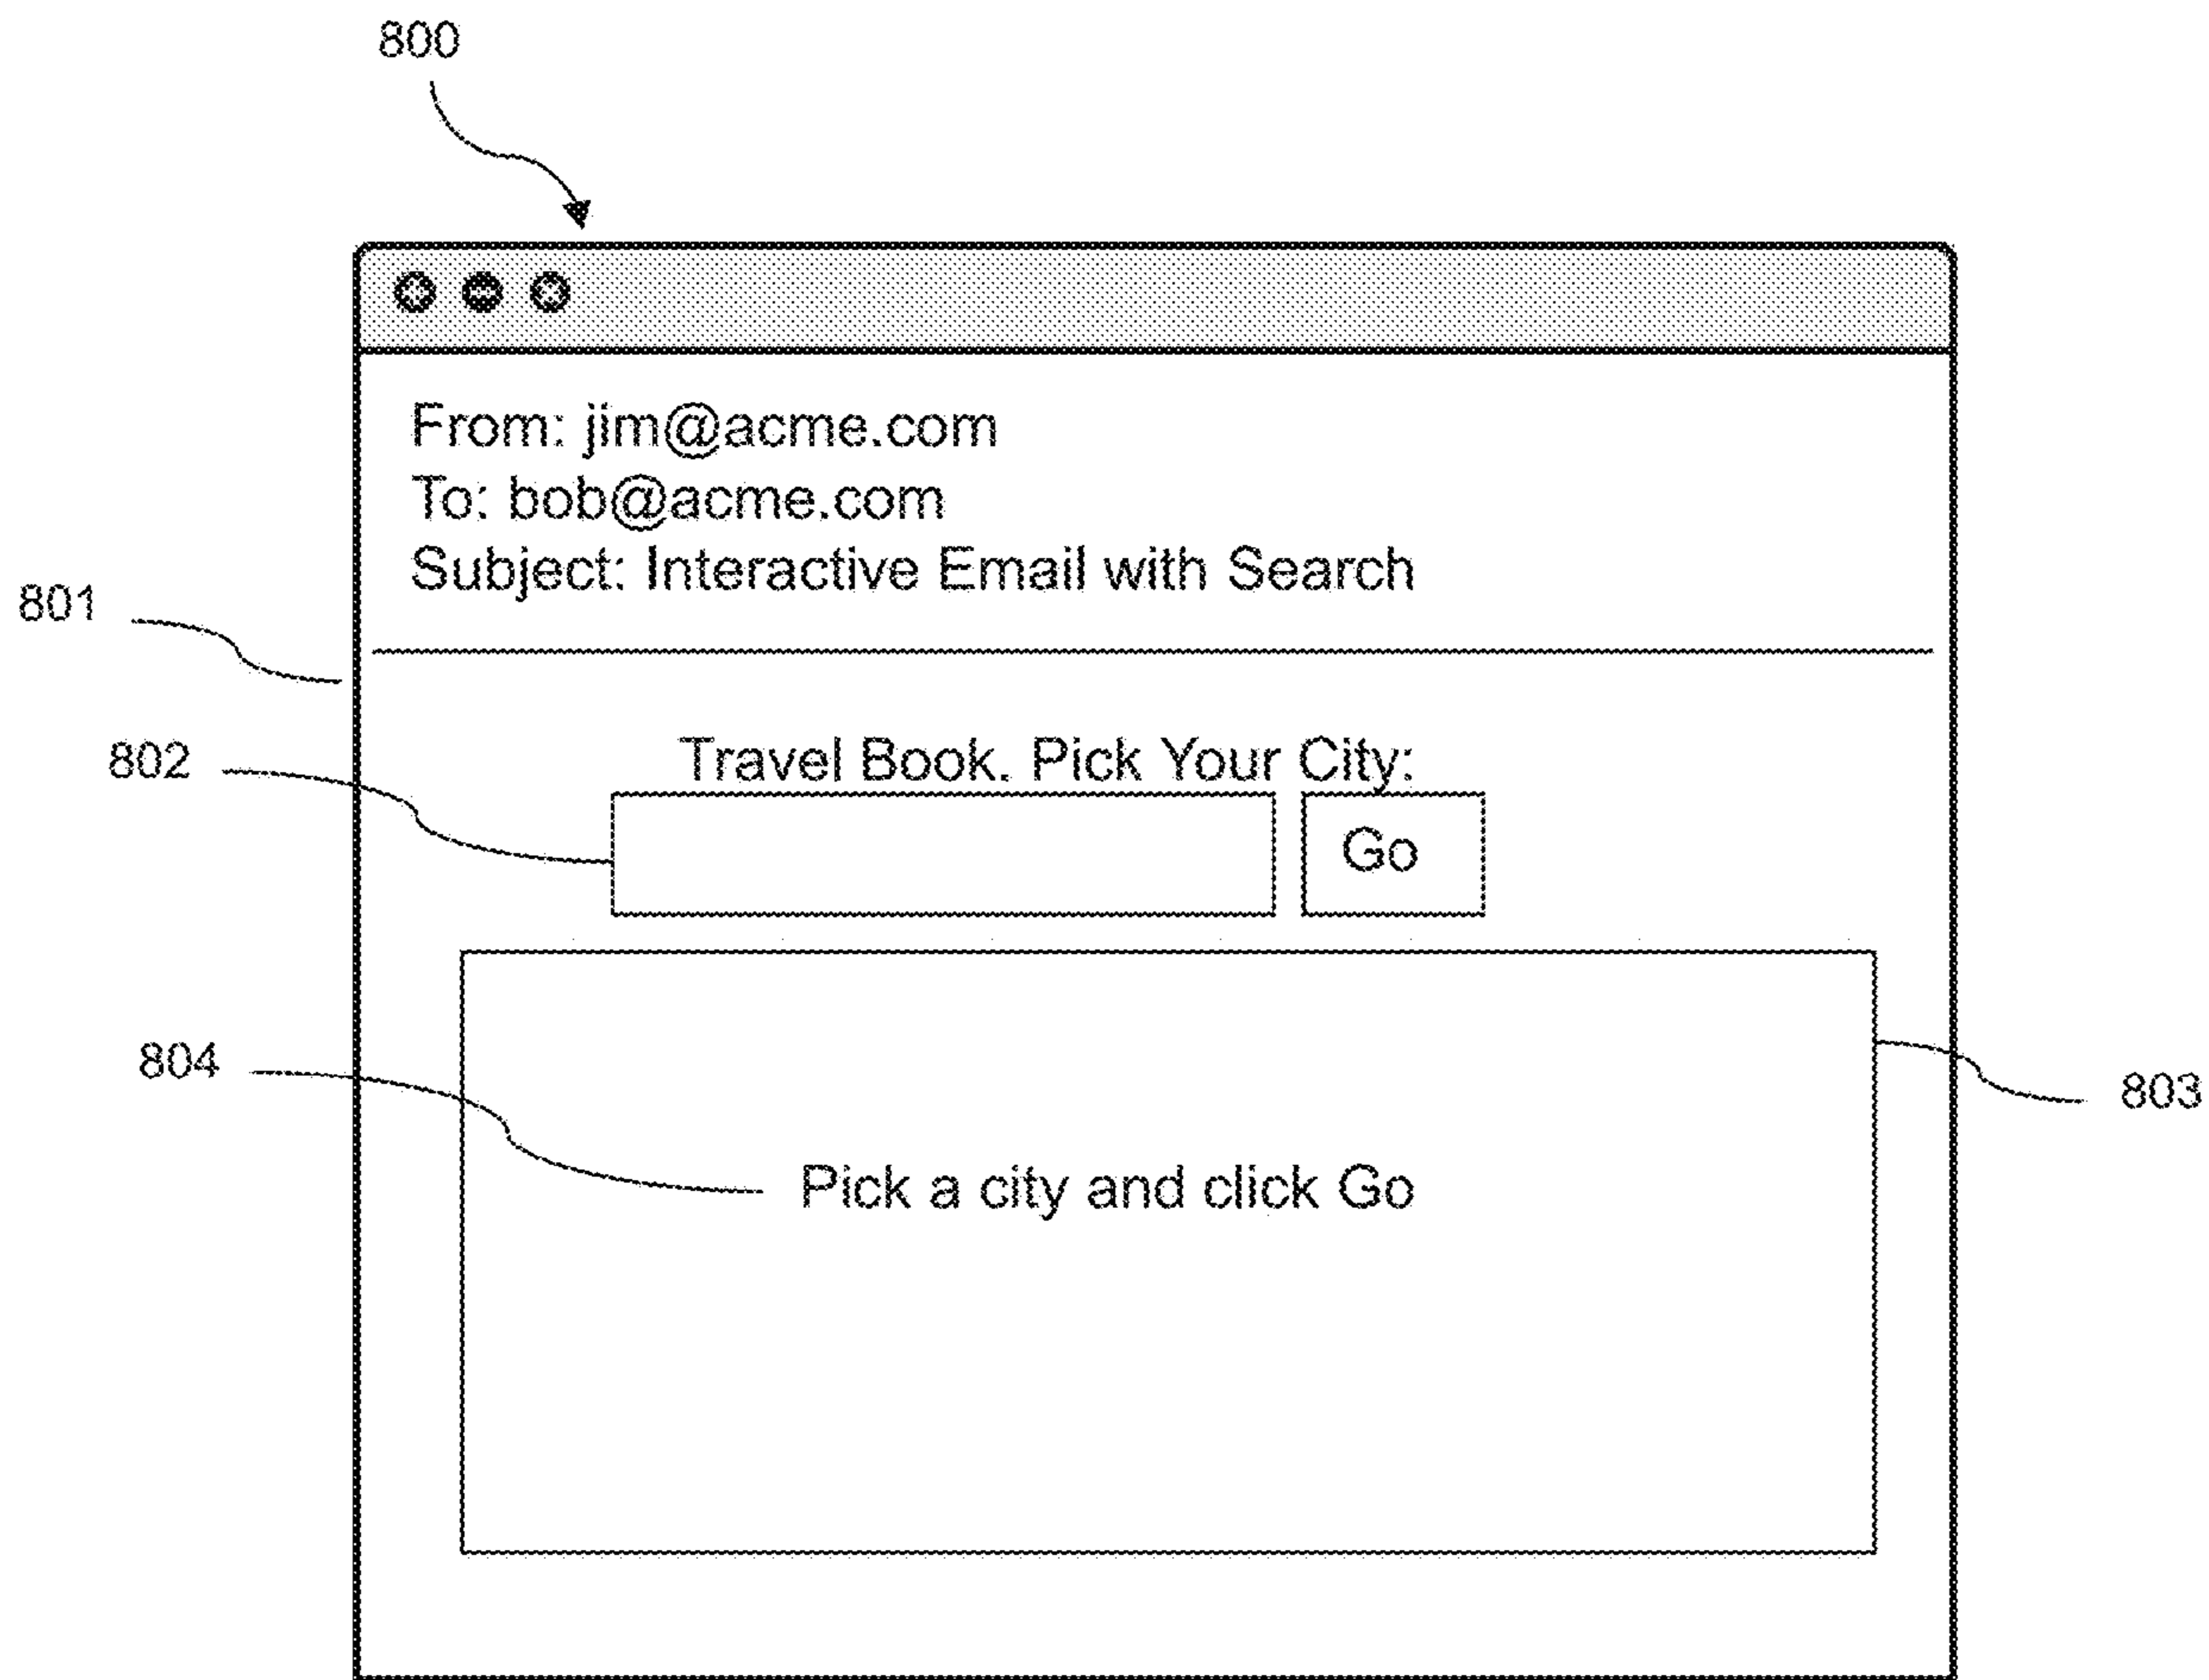 800
From: jim@acme.com
To: bob@acme.com
Subject: Interactive Email with Search
801
Travel Book. Pick Your City:
802
Go
804
803
Pick a city and click Go